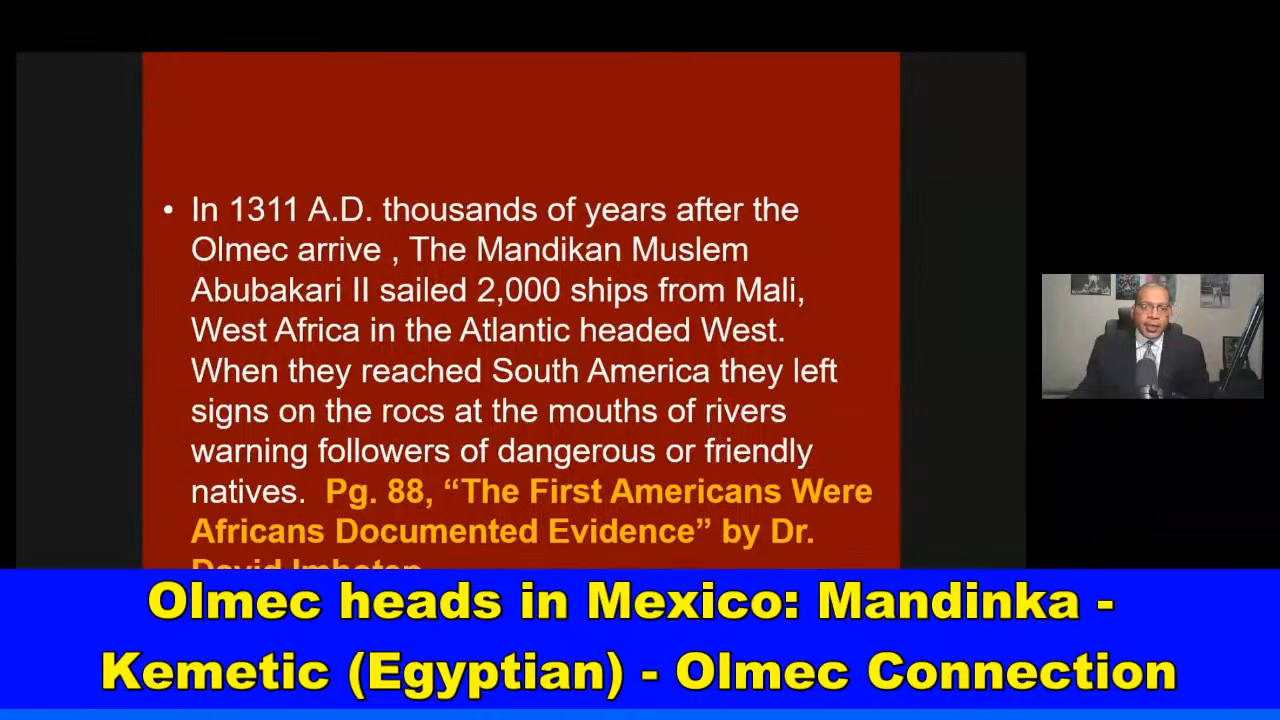 • In 1311 A.D. thousands of years after the
Olmec arrive , The Mandikan Muslem
Abubakari II sailed 2,000 ships from Mali,
West Africa in the Atlantic headed West.
When they reached South America they left
signs on the rocs at the mouths of rivers
warning followers of dangerous or friendly
natives. Pg. 88, “The First Americans Were
Africans Documented Evidence” by Dr.
David Imhotep
Olmec heads in Mexico: Mandinka -
Kemetic (Egyptian) - Olmec Connection